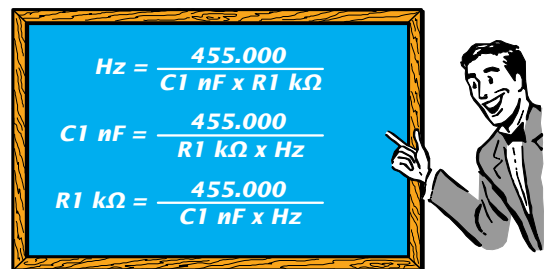 Hz = 455.000 / C1 nF x R1 kΩ
C1 nF = 455.000 / R1 kΩ x Hz
R1 kΩ = 455.000 / C1 nF x Hz